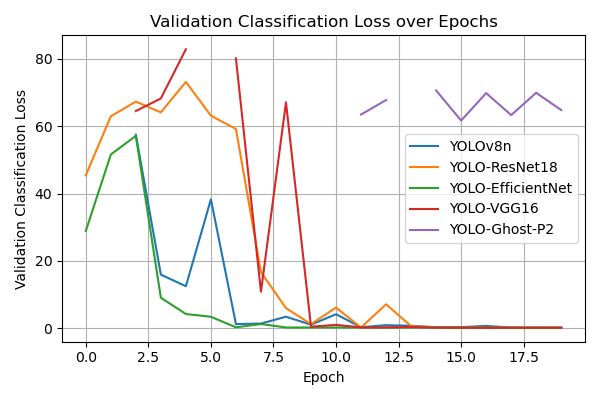 Validation Classification Loss over Epochs
Validation Classification Loss
80
60
40
20
0
YOLOv8n
YOLO-ResNet18
YOLO-EfficientNet
YOLO-VGG16
YOLO-Ghost-P2
0.0 2.5 5.0 7.5 10.0 12.5 15.0 17.5
Epoch